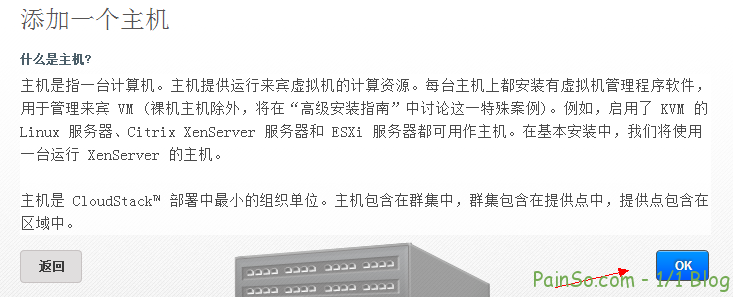 添加一个主机
什么是主机?
主机是指一台计算机。主机提供运行来宾虚拟机的计算资源。每台主机上都安装有虚拟机管理程序软件，
用于管理来宾 VM (裸机主机除外，将在“高级安装指南”中讨论这一特殊案例)。例如，启用了 KVM 的
Linux 服务器、Citrix XenServer 服务器和 ESXi 服务器都可用作主机。在基本安装中，我们将使用
一台运行 XenServer 的主机。
主机是 CloudStack™ 部署中最小的组织单位。主机包含在群集中，群集包含在提供点中，提供点包含在
区域中。
返回
OK
PainSo.com - 1/1 Blog